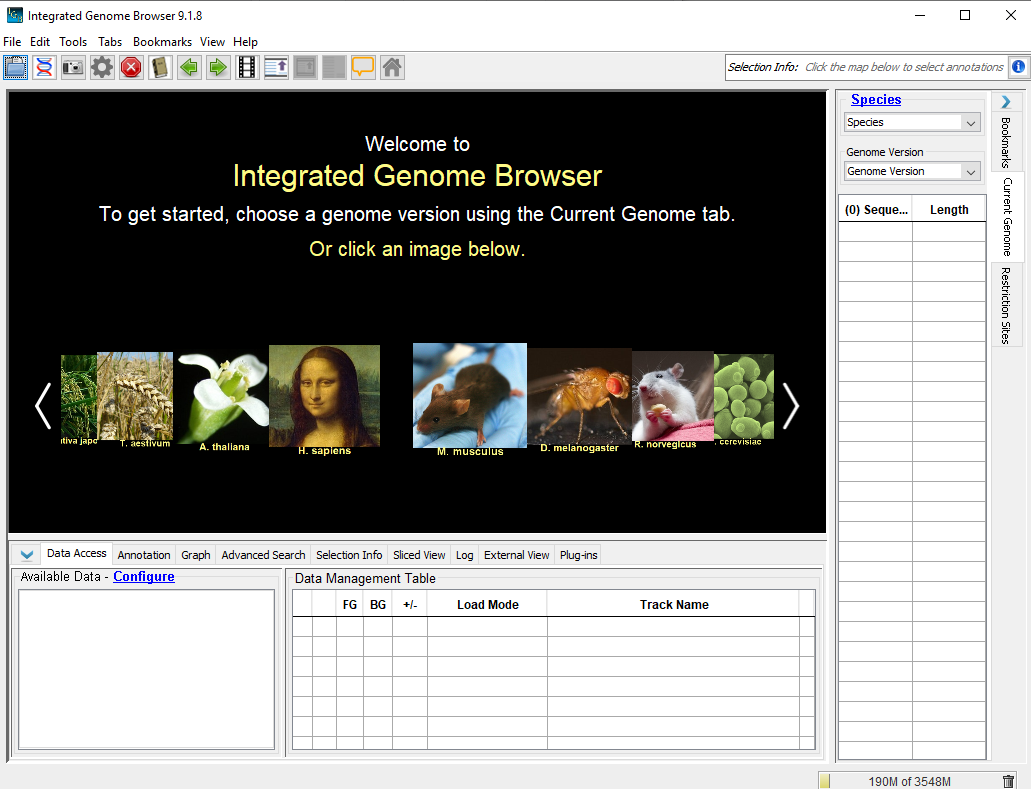 Integrated Genome Browser 9.1.8
File Edit Tools Tabs Bookmarks View Help
Selection Info: Click the map below to select annotations
Welcome to
Integrated Genome Browser
To get started, choose a genome version using the Current Genome tab.
Or click an image below.
ativa japo
T. aestivum
A. thaliana
H. sapiens
M. musculus
D. melanogaster
R. norvegicus
. cerevisiae
Species
Species
Genome Version
Genome Version
(0) Seque... Length
Bookmarks
Current Genome
Restriction Sites
Data Access Annotation Graph Advanced Search Selection Info Sliced View Log External View Plug-ins
Available Data - Configure
Data Management Table
FG BG +/- Load Mode Track Name
190M of 3548M